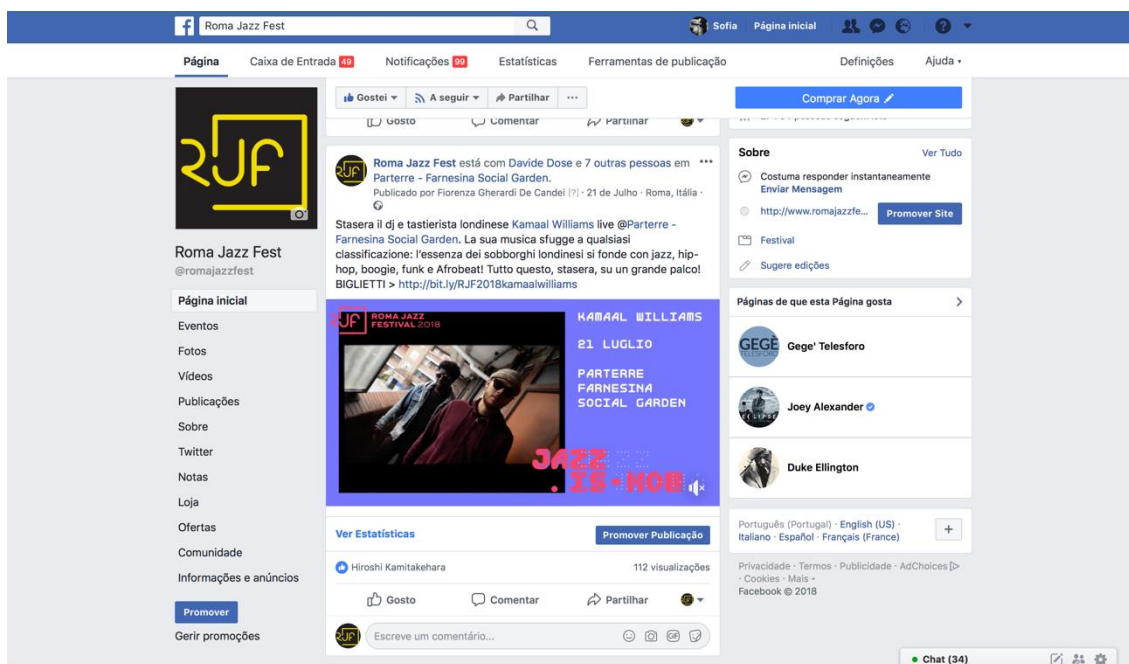 Roma Jazz Fest
Sofia Página inicial
Página Caixa de Entrada 49 Notificações 99 Estatísticas Ferramentas de publicação Definições Ajuda
RJF
Roma Jazz Fest
@romajazzfest
Página inicial
Eventos
Fotos
Vídeos
Publicações
Sobre
Twitter
Notas
Loja
Ofertas
Comunidade
Informações e anúncios
Promover
Gerir promoções
Gostei A seguir Partilhar ...
Comprar Agora
Gosto Comentar Partilhar
RJF
Roma Jazz Fest está com Davide Dose e 7 outras pessoas em
Parterre - Farnesina Social Garden.
Publicado por Fiorenza Gherardi De Candei [?] · 21 de Julho · Roma, Itália ·
Stasera il dj e tastierista londinese Kamaal Williams live @Parterre -
Farnesina Social Garden. La sua musica sfugge a qualsiasi
classificazione: l'essenza dei sobborghi londinesi si fonde con jazz, hip-
hop, boogie, funk e Afrobeat! Tutto questo, stasera, su un grande palco!
BIGLIETTI > http://bit.ly/RJF2018kamaalwilliams
RJF ROMA JAZZ
FESTIVAL 2018
KAMAAL WILLIAMS
21 LUGLIO
PARTERRE
FARNESINA
SOCIAL GARDEN
JAZZ
.IS·NOW
Ver Estatísticas
Promover Publicação
Hiroshi Kamitakehara
112 visualizações
Gosto Comentar Partilhar
RJF
Escreve um comentário...
GIF
Sobre
Ver Tudo
Costuma responder instantaneamente
Enviar Mensagem
http://www.romajazzfe...
Promover Site
Festival
Sugere edições
Páginas de que esta Página gosta
GEGÈ
TELESFORO
Gege' Telesforo
Joey Alexander
Duke Ellington
Português (Portugal) · English (US) ·
Italiano · Español · Français (France)
Privacidade · Termos · Publicidade · AdChoices
· Cookies · Mais
Facebook © 2018
Chat (34)